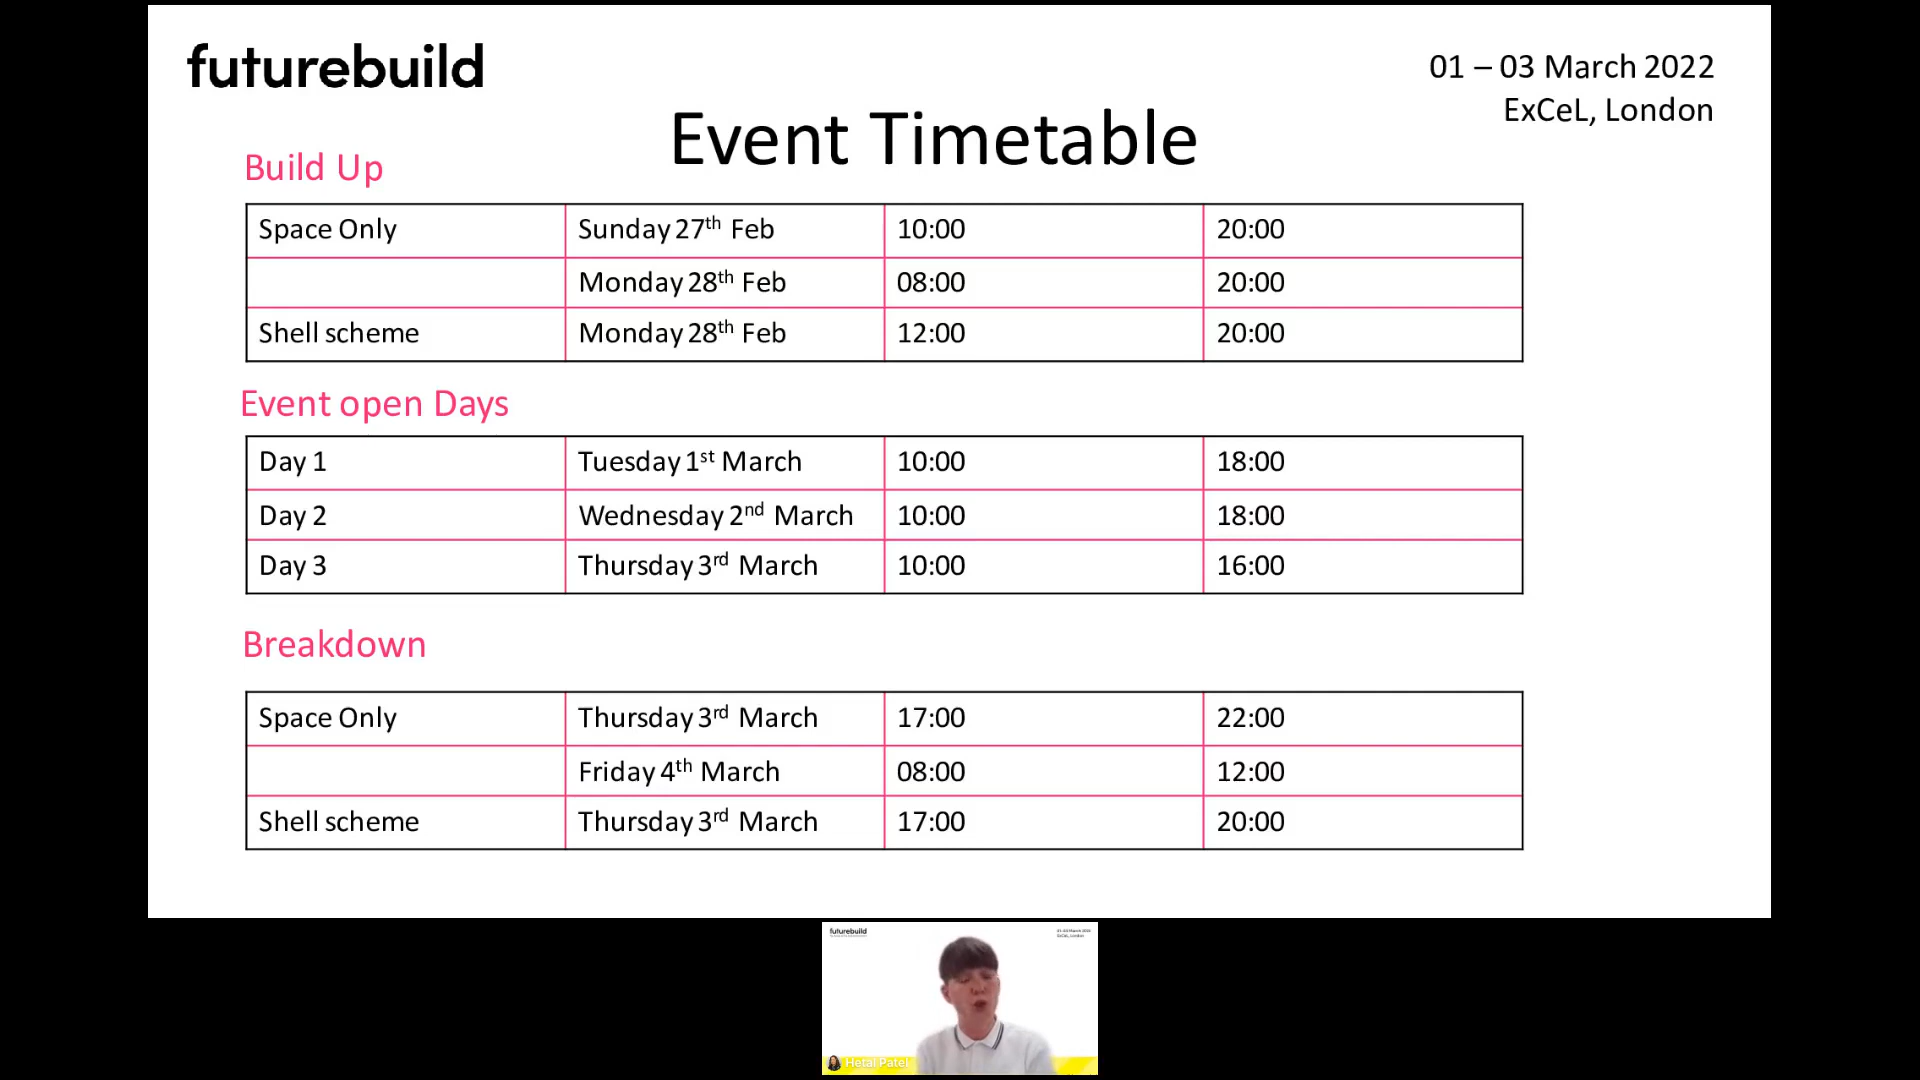 futurebuild
01 – 03 March 2022
ExCeL, London
Event Timetable
Build Up
Space Only Sunday 27th Feb 10:00 20:00
Monday 28th Feb 08:00 20:00
Shell scheme Monday 28th Feb 12:00 20:00
Event open Days
Day 1 Tuesday 1st March 10:00 18:00
Day 2 Wednesday 2nd March 10:00 18:00
Day 3 Thursday 3rd March 10:00 16:00
Breakdown
Space Only Thursday 3rd March 17:00 22:00
Friday 4th March 08:00 12:00
Shell scheme Thursday 3rd March 17:00 20:00
futurebuild
ExCeL, London
Hetal Patel